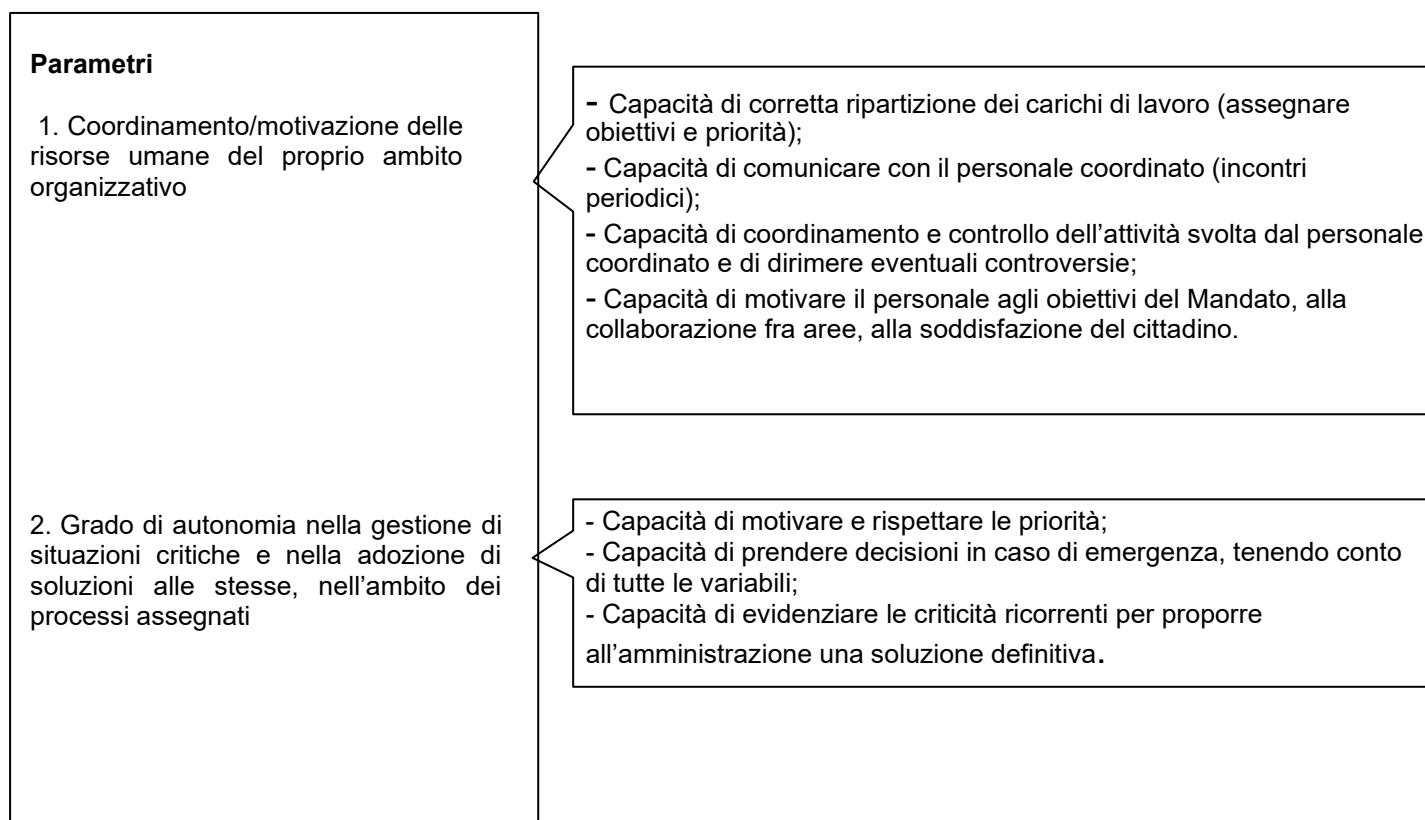 Parametri
1. Coordinamento/motivazione delle
risorse umane del proprio ambito
organizzativo
- Capacità di corretta ripartizione dei carichi di lavoro (assegnare
obiettivi e priorità);
- Capacità di comunicare con il personale coordinato (incontri
periodici);
- Capacità di coordinamento e controllo dell’attività svolta dal personale
coordinato e di dirimere eventuali controversie;
- Capacità di motivare il personale agli obiettivi del Mandato, alla
collaborazione fra aree, alla soddisfazione del cittadino.
2. Grado di autonomia nella gestione di
situazioni critiche e nella adozione di
soluzioni alle stesse, nell’ambito dei
processi assegnati
- Capacità di motivare e rispettare le priorità;
- Capacità di prendere decisioni in caso di emergenza, tenendo conto
di tutte le variabili;
- Capacità di evidenziare le criticità ricorrenti per proporre
all’amministrazione una soluzione definitiva.